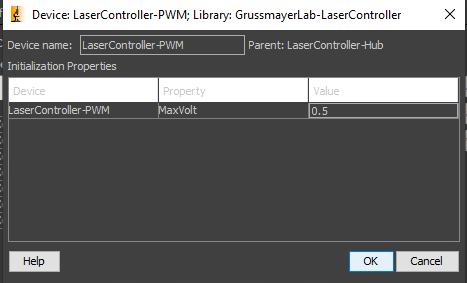 Device: LaserController-PWM; Library: GrussmayerLab-LaserController
Device name: LaserController-PWM Parent: LaserController-Hub
Initialization Properties
Device Property Value
LaserController-PWM MaxVolt 0.5
Help OK Cancel